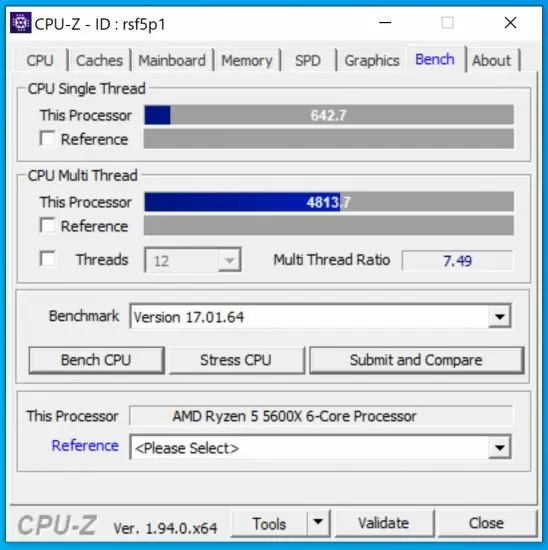 CPU-Z - ID : rsf5p1
CPU Caches Mainboard Memory SPD Graphics Bench About
CPU Single Thread
This Processor 642.7
Reference
CPU Multi Thread
This Processor 4813.7
Reference
Threads 12 Multi Thread Ratio 7.49
Benchmark Version 17.01.64
Bench CPU Stress CPU Submit and Compare
This Processor AMD Ryzen 5 5600X 6-Core Processor
Reference <Please Select>
CPU-Z Ver. 1.94.0.x64 Tools Validate Close